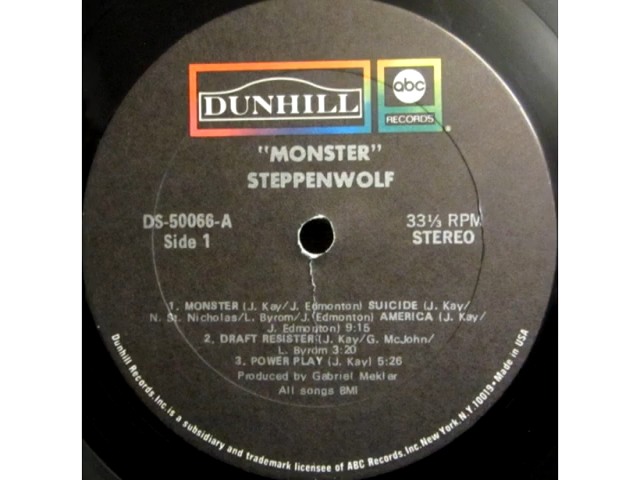 DUNHILL
abc
RECORDS
"MONSTER"
STEPPENWOLF
DS-50066-A
Side 1
33⅓ RPM
STEREO
1. MONSTER (J. Kay/J. Edmonton) SUICIDE (J. Kay/
N. St. Nicholas/L. Byrom/J. Edmonton) AMERICA (J. Kay/
J. Edmonton) 9:15
2. DRAFT RESISTER (J. Kay/G. McJohn/
L. Byrom 3:20
3. POWER PLAY (J. Kay) 5:26
Produced by Gabriel Mekler
All songs BMI
Dunhill Records, Inc. is a subsidiary and trademark licensee of ABC Records, Inc. New York, N.Y. 10019 • Made in USA